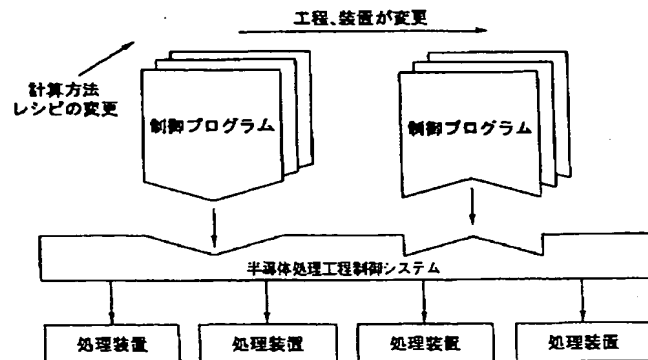 工程、装置が変更
計算方法
レシピの変更
制御プログラム
制御プログラム
半導体処理工程制御システム
処理装置
処理装置
処理装置
処理装置